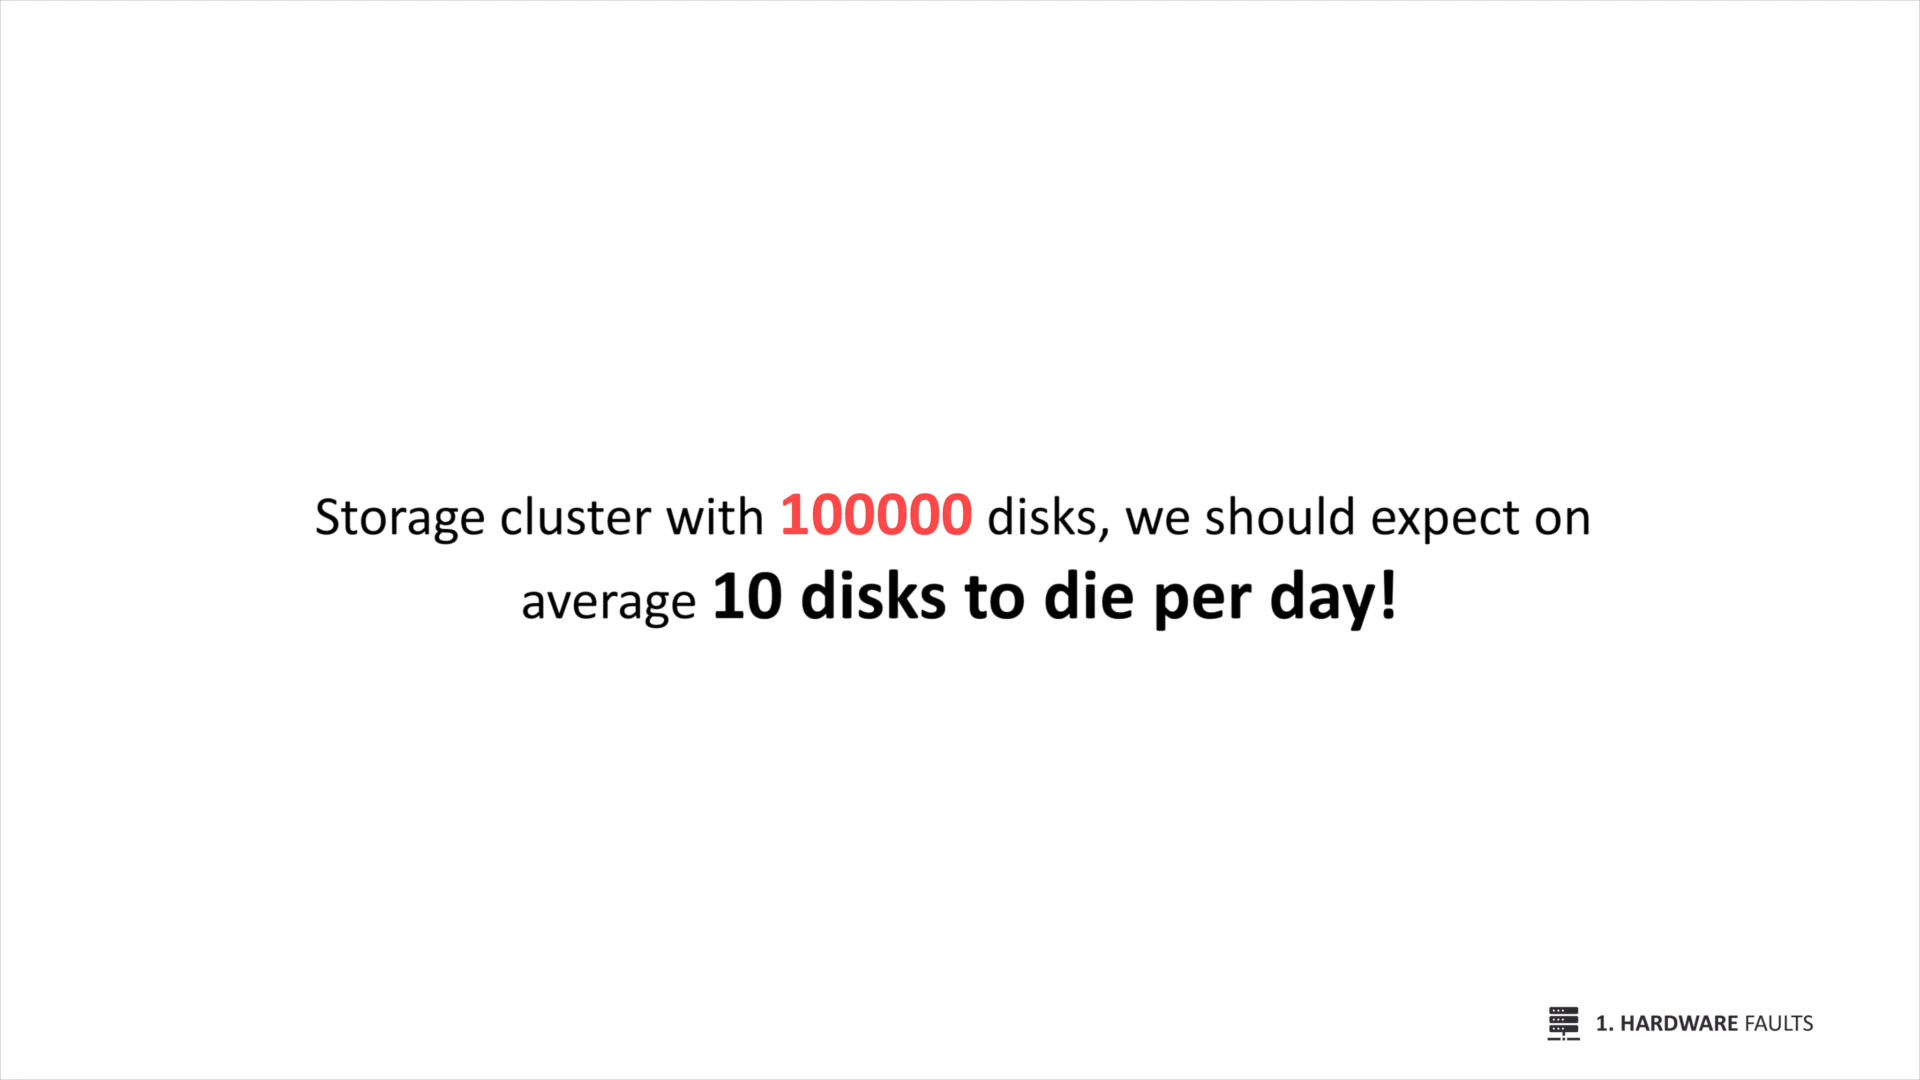 Storage cluster with 100000 disks, we should expect on
average 10 disks to die per day!
1. HARDWARE FAULTS